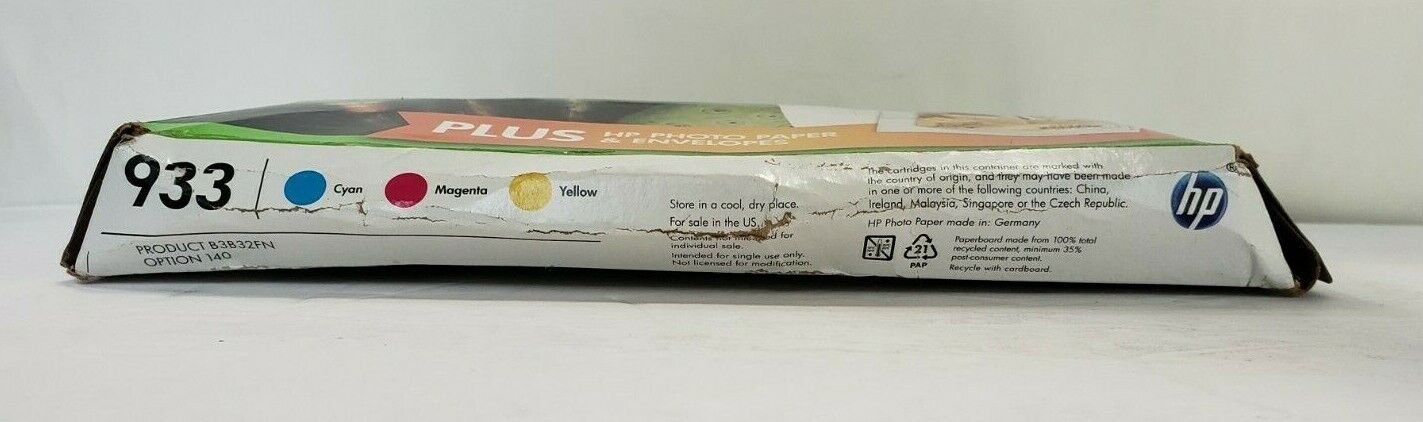 PLUS HP PHOTO PAPER
& ENVELOPES
933
Cyan
Magenta
Yellow
PRODUCT B3B32FN
OPTION 140
Store in a cool, dry place.
For sale in the US.
Contents not intended for
individual sale.
Intended for single use only.
Not licensed for modification.
The cartridges in this container are marked with
the country of origin, and they may have been made
in one or more of the following countries: China,
Ireland, Malaysia, Singapore or the Czech Republic.
HP Photo Paper made in: Germany
21
PAP
Paperboard made from 100% total
recycled content, minimum 35%
post-consumer content.
Recycle with cardboard.
hp
®